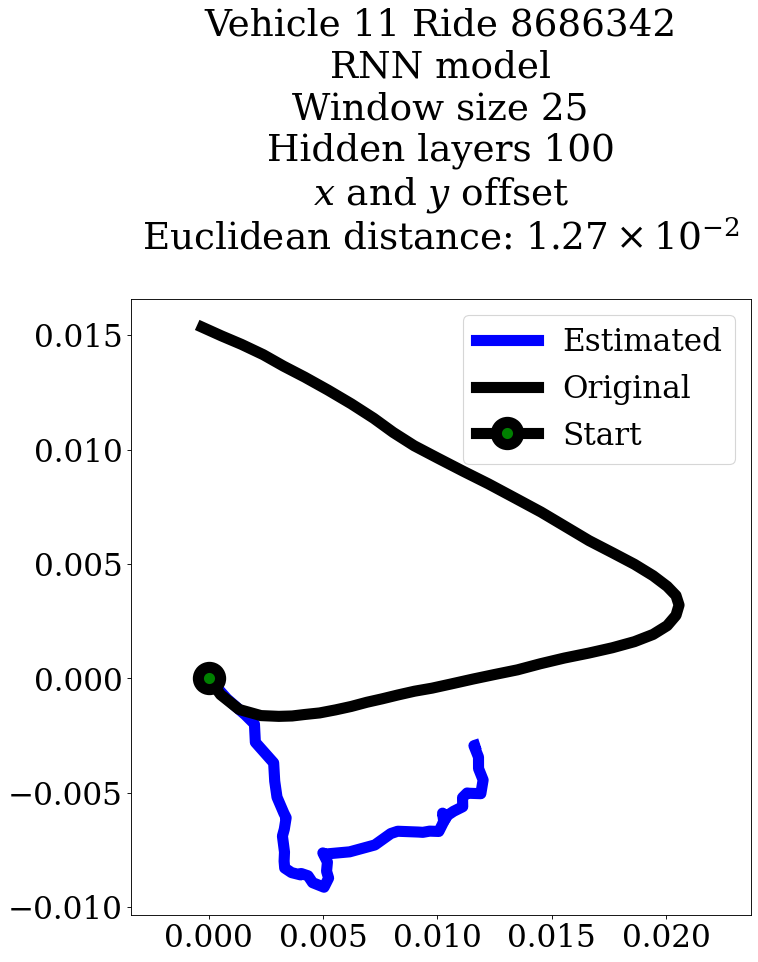 Vehicle 11 Ride 8686342
RNN model
Window size 25
Hidden layers 100
x and y offset
Euclidean distance: 1.27 × 10⁻²
Estimated
Original
Start
0.015
0.010
0.005
0.000
−0.005
−0.010
0.000 0.005 0.010 0.015 0.020